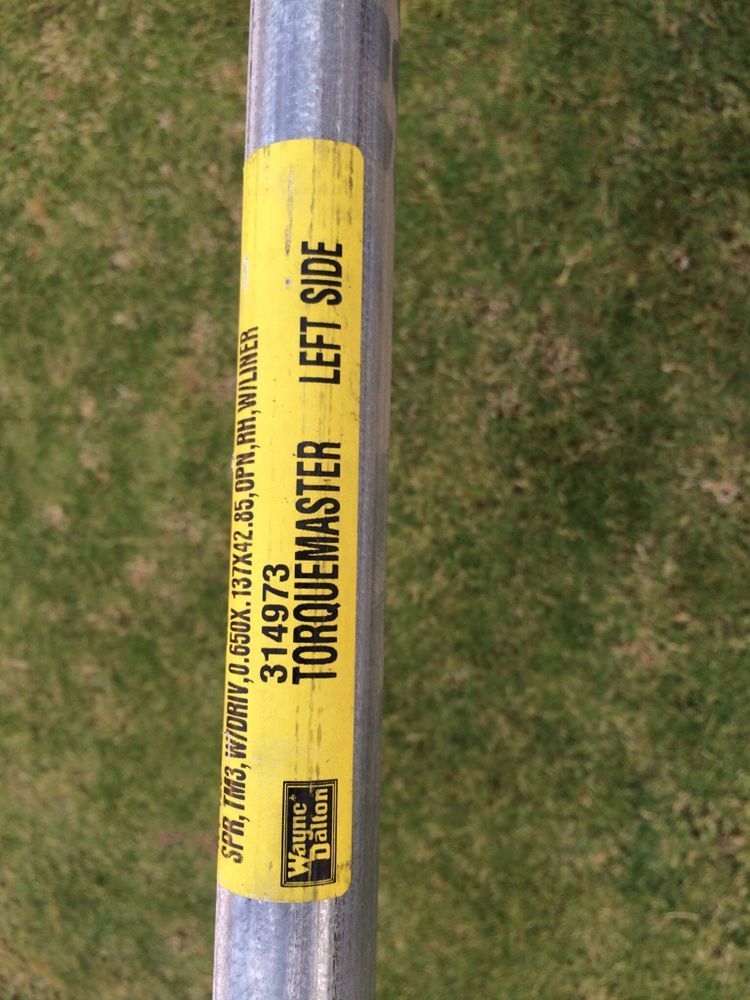 SPR, TM3, W/DRIV, 0.650X.137X42.85, OPN, RH, W/LINER
314973
TORQUEMASTER LEFT SIDE
Wayne
Dalton